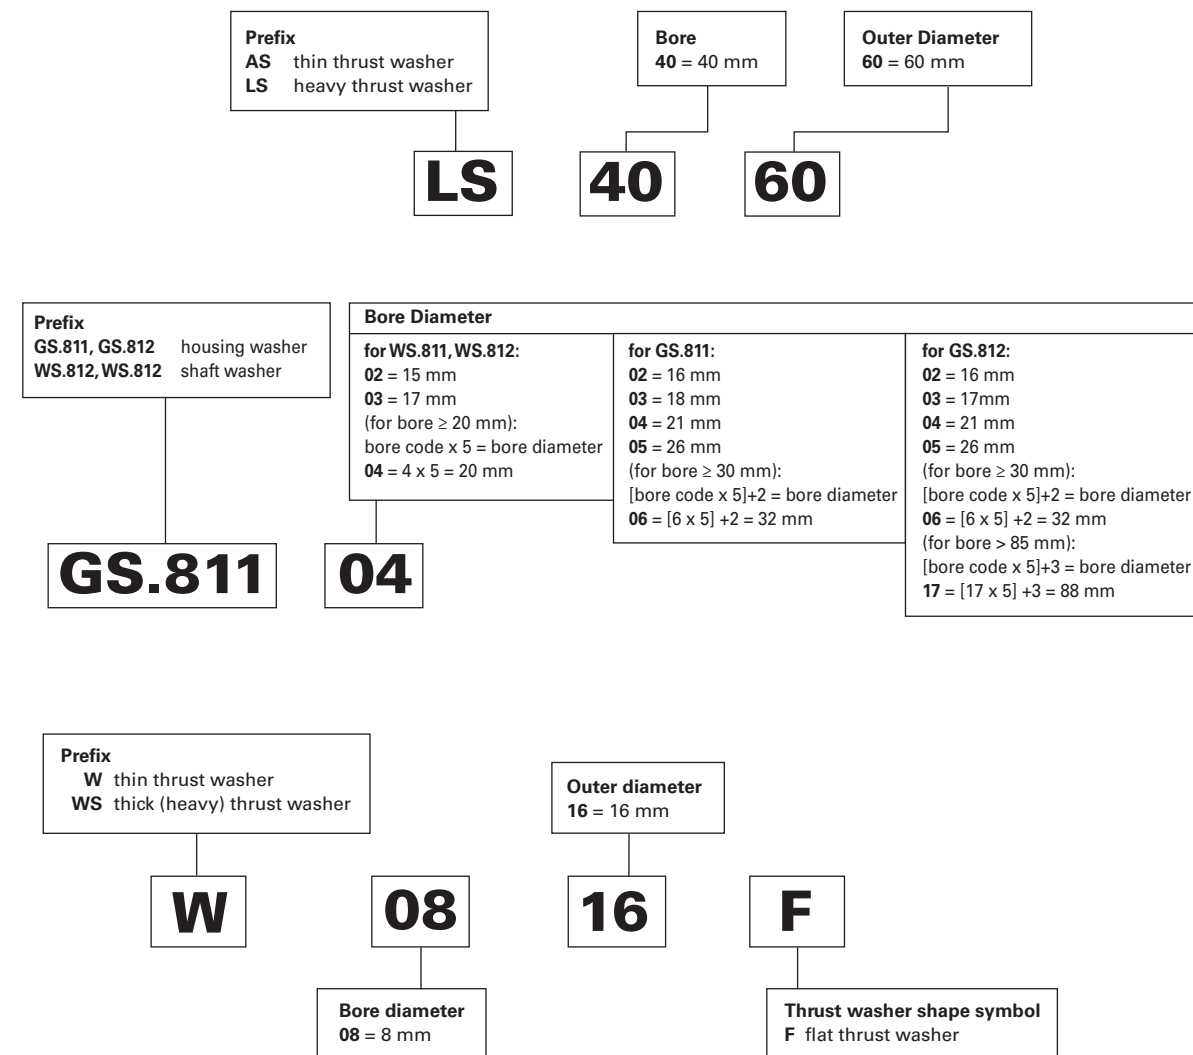 Prefix
AS thin thrust washer
LS heavy thrust washer
Bore
40 = 40 mm
Outer Diameter
60 = 60 mm
LS 40 60
Prefix
GS.811, GS.812 housing washer
WS.812, WS.812 shaft washer
Bore Diameter
for WS.811, WS.812:
02 = 15 mm
03 = 17 mm
(for bore ≥ 20 mm):
bore code x 5 = bore diameter
04 = 4 x 5 = 20 mm
for GS.811:
02 = 16 mm
03 = 18 mm
04 = 21 mm
05 = 26 mm
(for bore ≥ 30 mm):
[bore code x 5]+2 = bore diameter
06 = [6 x 5] +2 = 32 mm
for GS.812:
02 = 16 mm
03 = 17mm
04 = 21 mm
05 = 26 mm
(for bore ≥ 30 mm):
[bore code x 5]+2 = bore diameter
06 = [6 x 5] +2 = 32 mm
(for bore > 85 mm):
[bore code x 5]+3 = bore diameter
17 = [17 x 5] +3 = 88 mm
GS.811 04
Prefix
W thin thrust washer
WS thick (heavy) thrust washer
Outer diameter
16 = 16 mm
W 08 16 F
Bore diameter
08 = 8 mm
Thrust washer shape symbol
F flat thrust washer